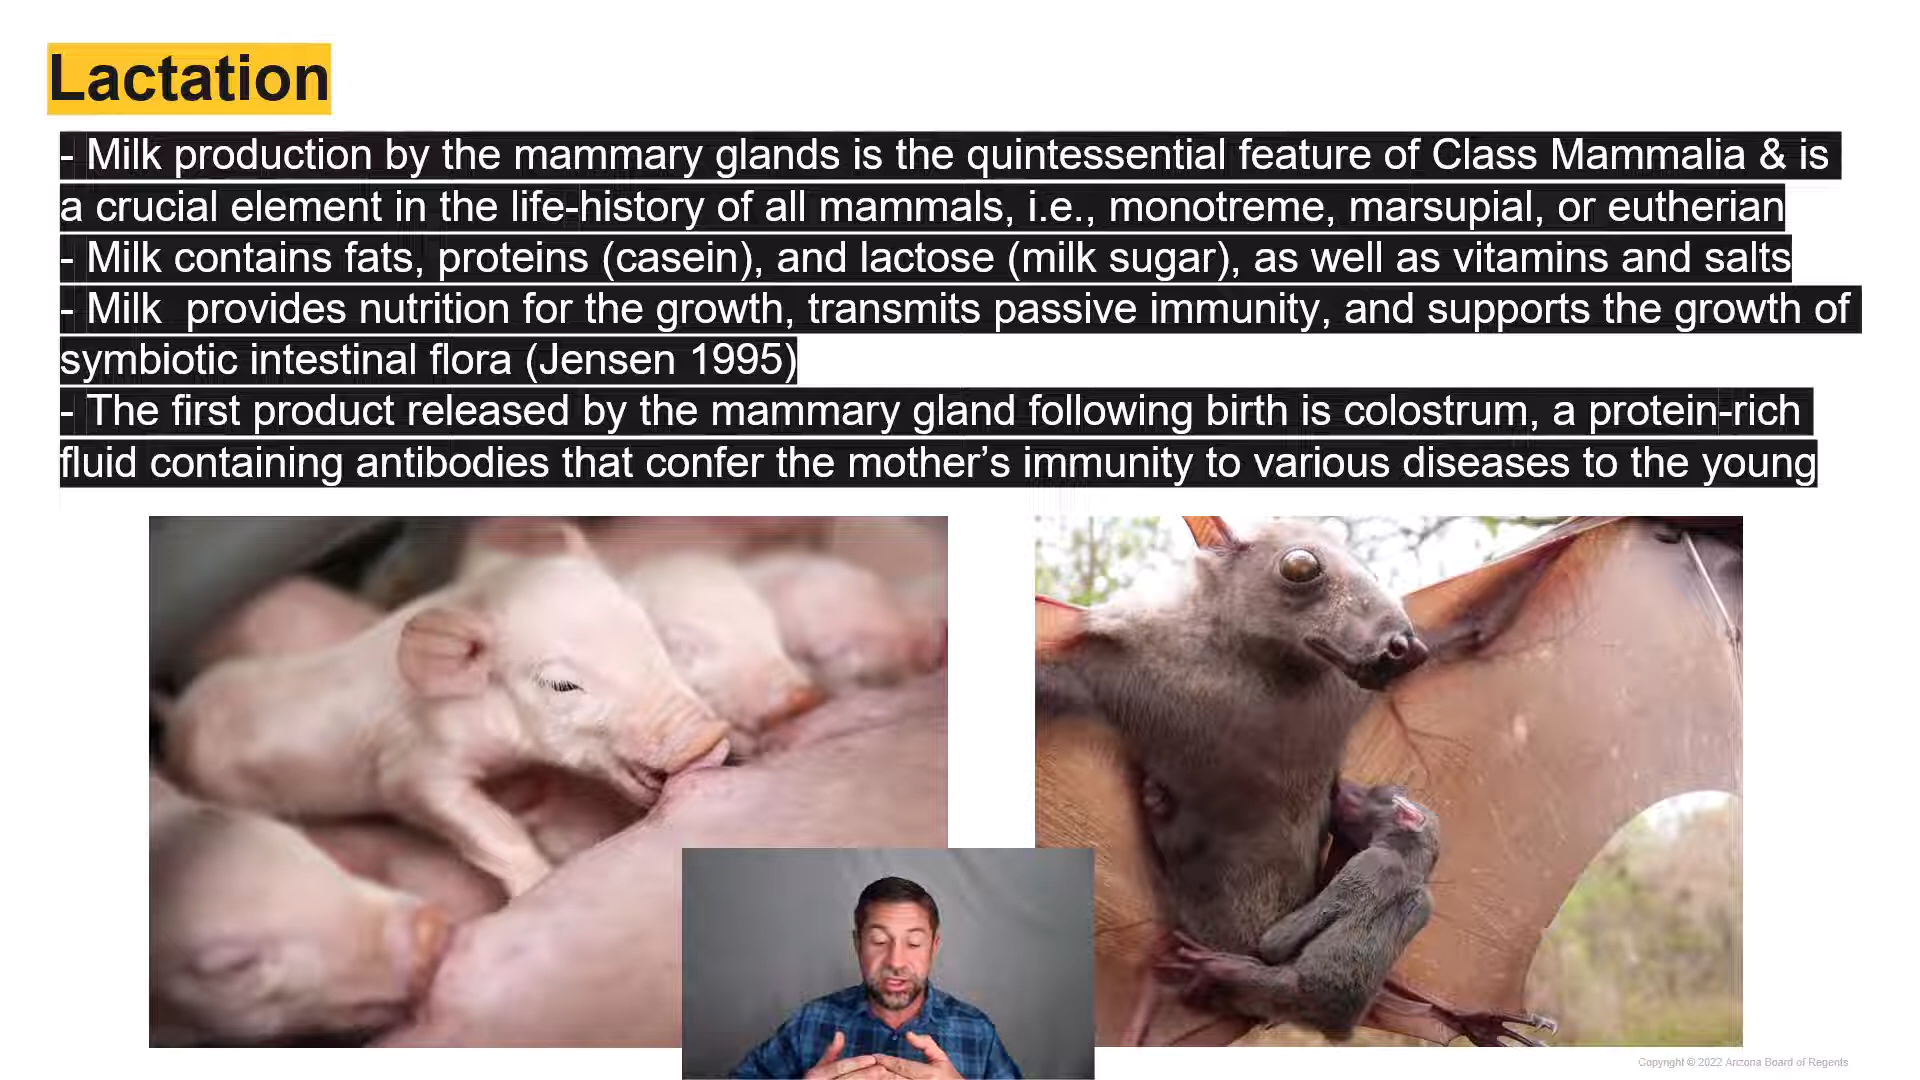 Lactation
- Milk production by the mammary glands is the quintessential feature of Class Mammalia & is
a crucial element in the life-history of all mammals, i.e., monotreme, marsupial, or eutherian
- Milk contains fats, proteins (casein), and lactose (milk sugar), as well as vitamins and salts
- Milk  provides nutrition for the growth, transmits passive immunity, and supports the growth of
symbiotic intestinal flora (Jensen 1995)
- The first product released by the mammary gland following birth is colostrum, a protein-rich
fluid containing antibodies that confer the mother’s immunity to various diseases to the young
Copyright © 2022 Arizona Board of Regents